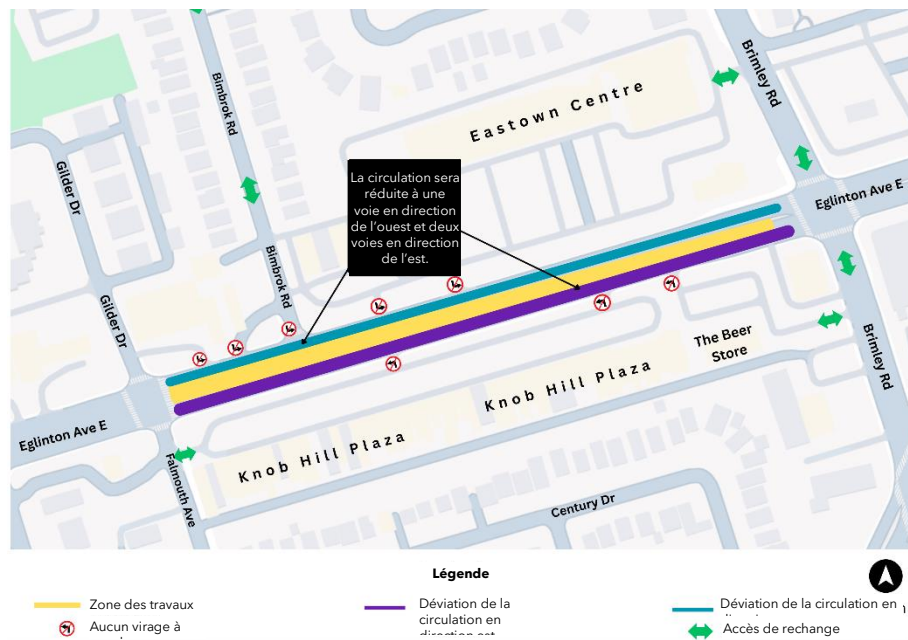 Brimley Rd
Bimbrok Rd
Eastown Centre
Gilder Dr
La circulation sera
réduite à une
voie en direction
de l'ouest et deux
voies en direction
de l'est.
Eglinton Ave E
Bimbrok Rd
Gilder Dr
The Beer
Store
Brimley Rd
Knob Hill Plaza
Eglinton Ave E
Knob Hill Plaza
Falmouth Ave
Century Dr
Légende
Zone des travaux
Aucun virage à
Déviation de la
circulation en
direction est
Déviation de la circulation en
Accès de rechange